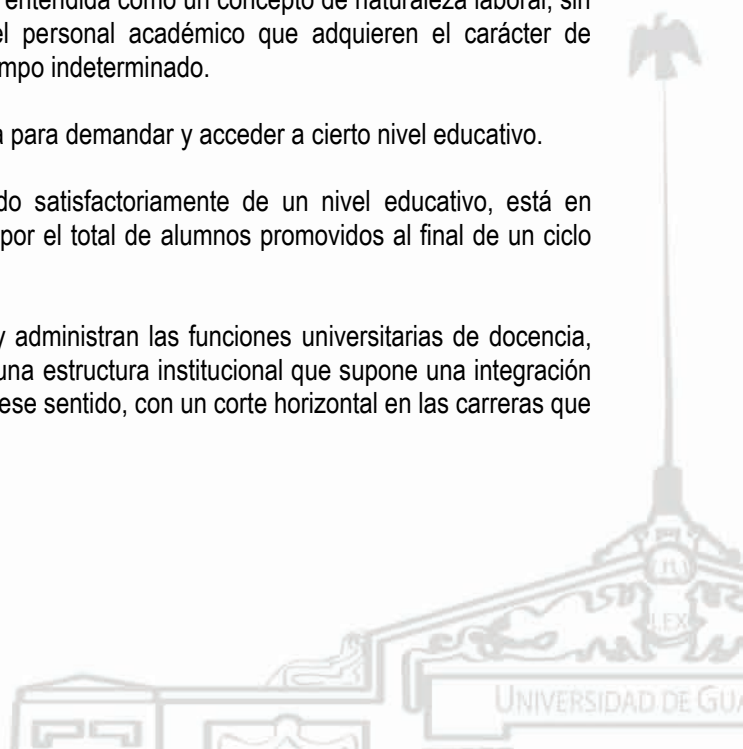 entendida como un concepto de naturaleza laboral, sin
el personal académico que adquieren el carácter de
mpo indeterminado.
a para demandar y acceder a cierto nivel educativo.
do satisfactoriamente de un nivel educativo, está en
por el total de alumnos promovidos al final de un ciclo
y administran las funciones universitarias de docencia,
una estructura institucional que supone una integración
ese sentido, con un corte horizontal en las carreras que
LEX
UNIVERSIDAD DE GUA